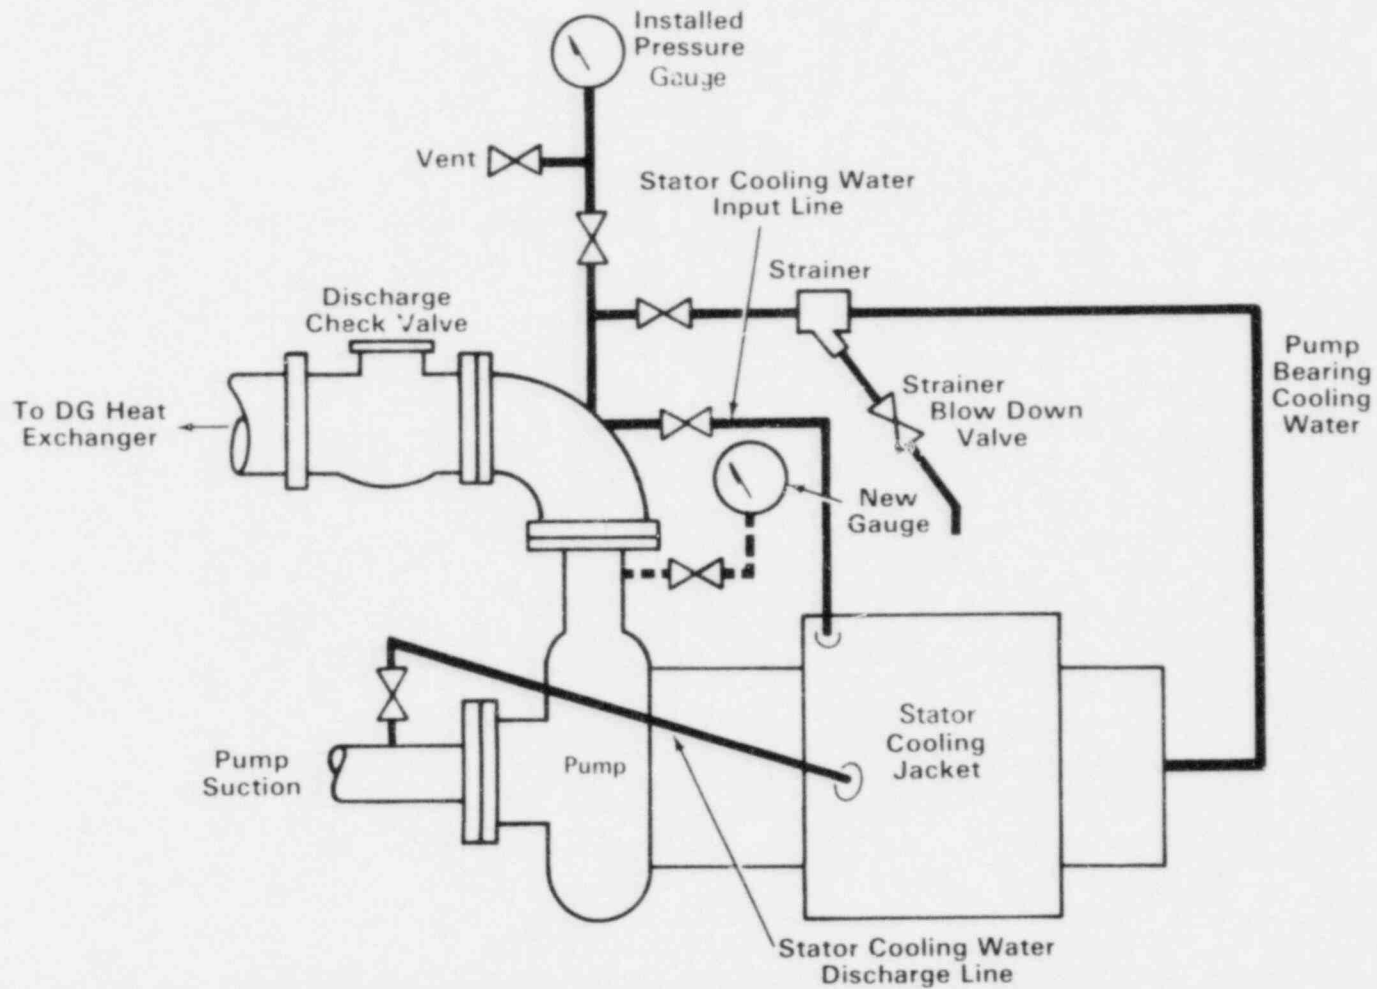 Installed
Pressure
Gauge
Vent
Stator Cooling Water
Input Line
Strainer
Discharge
Check Valve
Pump
Bearing
Cooling
Water
To DG Heat
Exchanger
Strainer
Blow Down
Valve
New
Gauge
Stator
Cooling
Jacket
Pump
Suction
Pump
Stator Cooling Water
Discharge Line